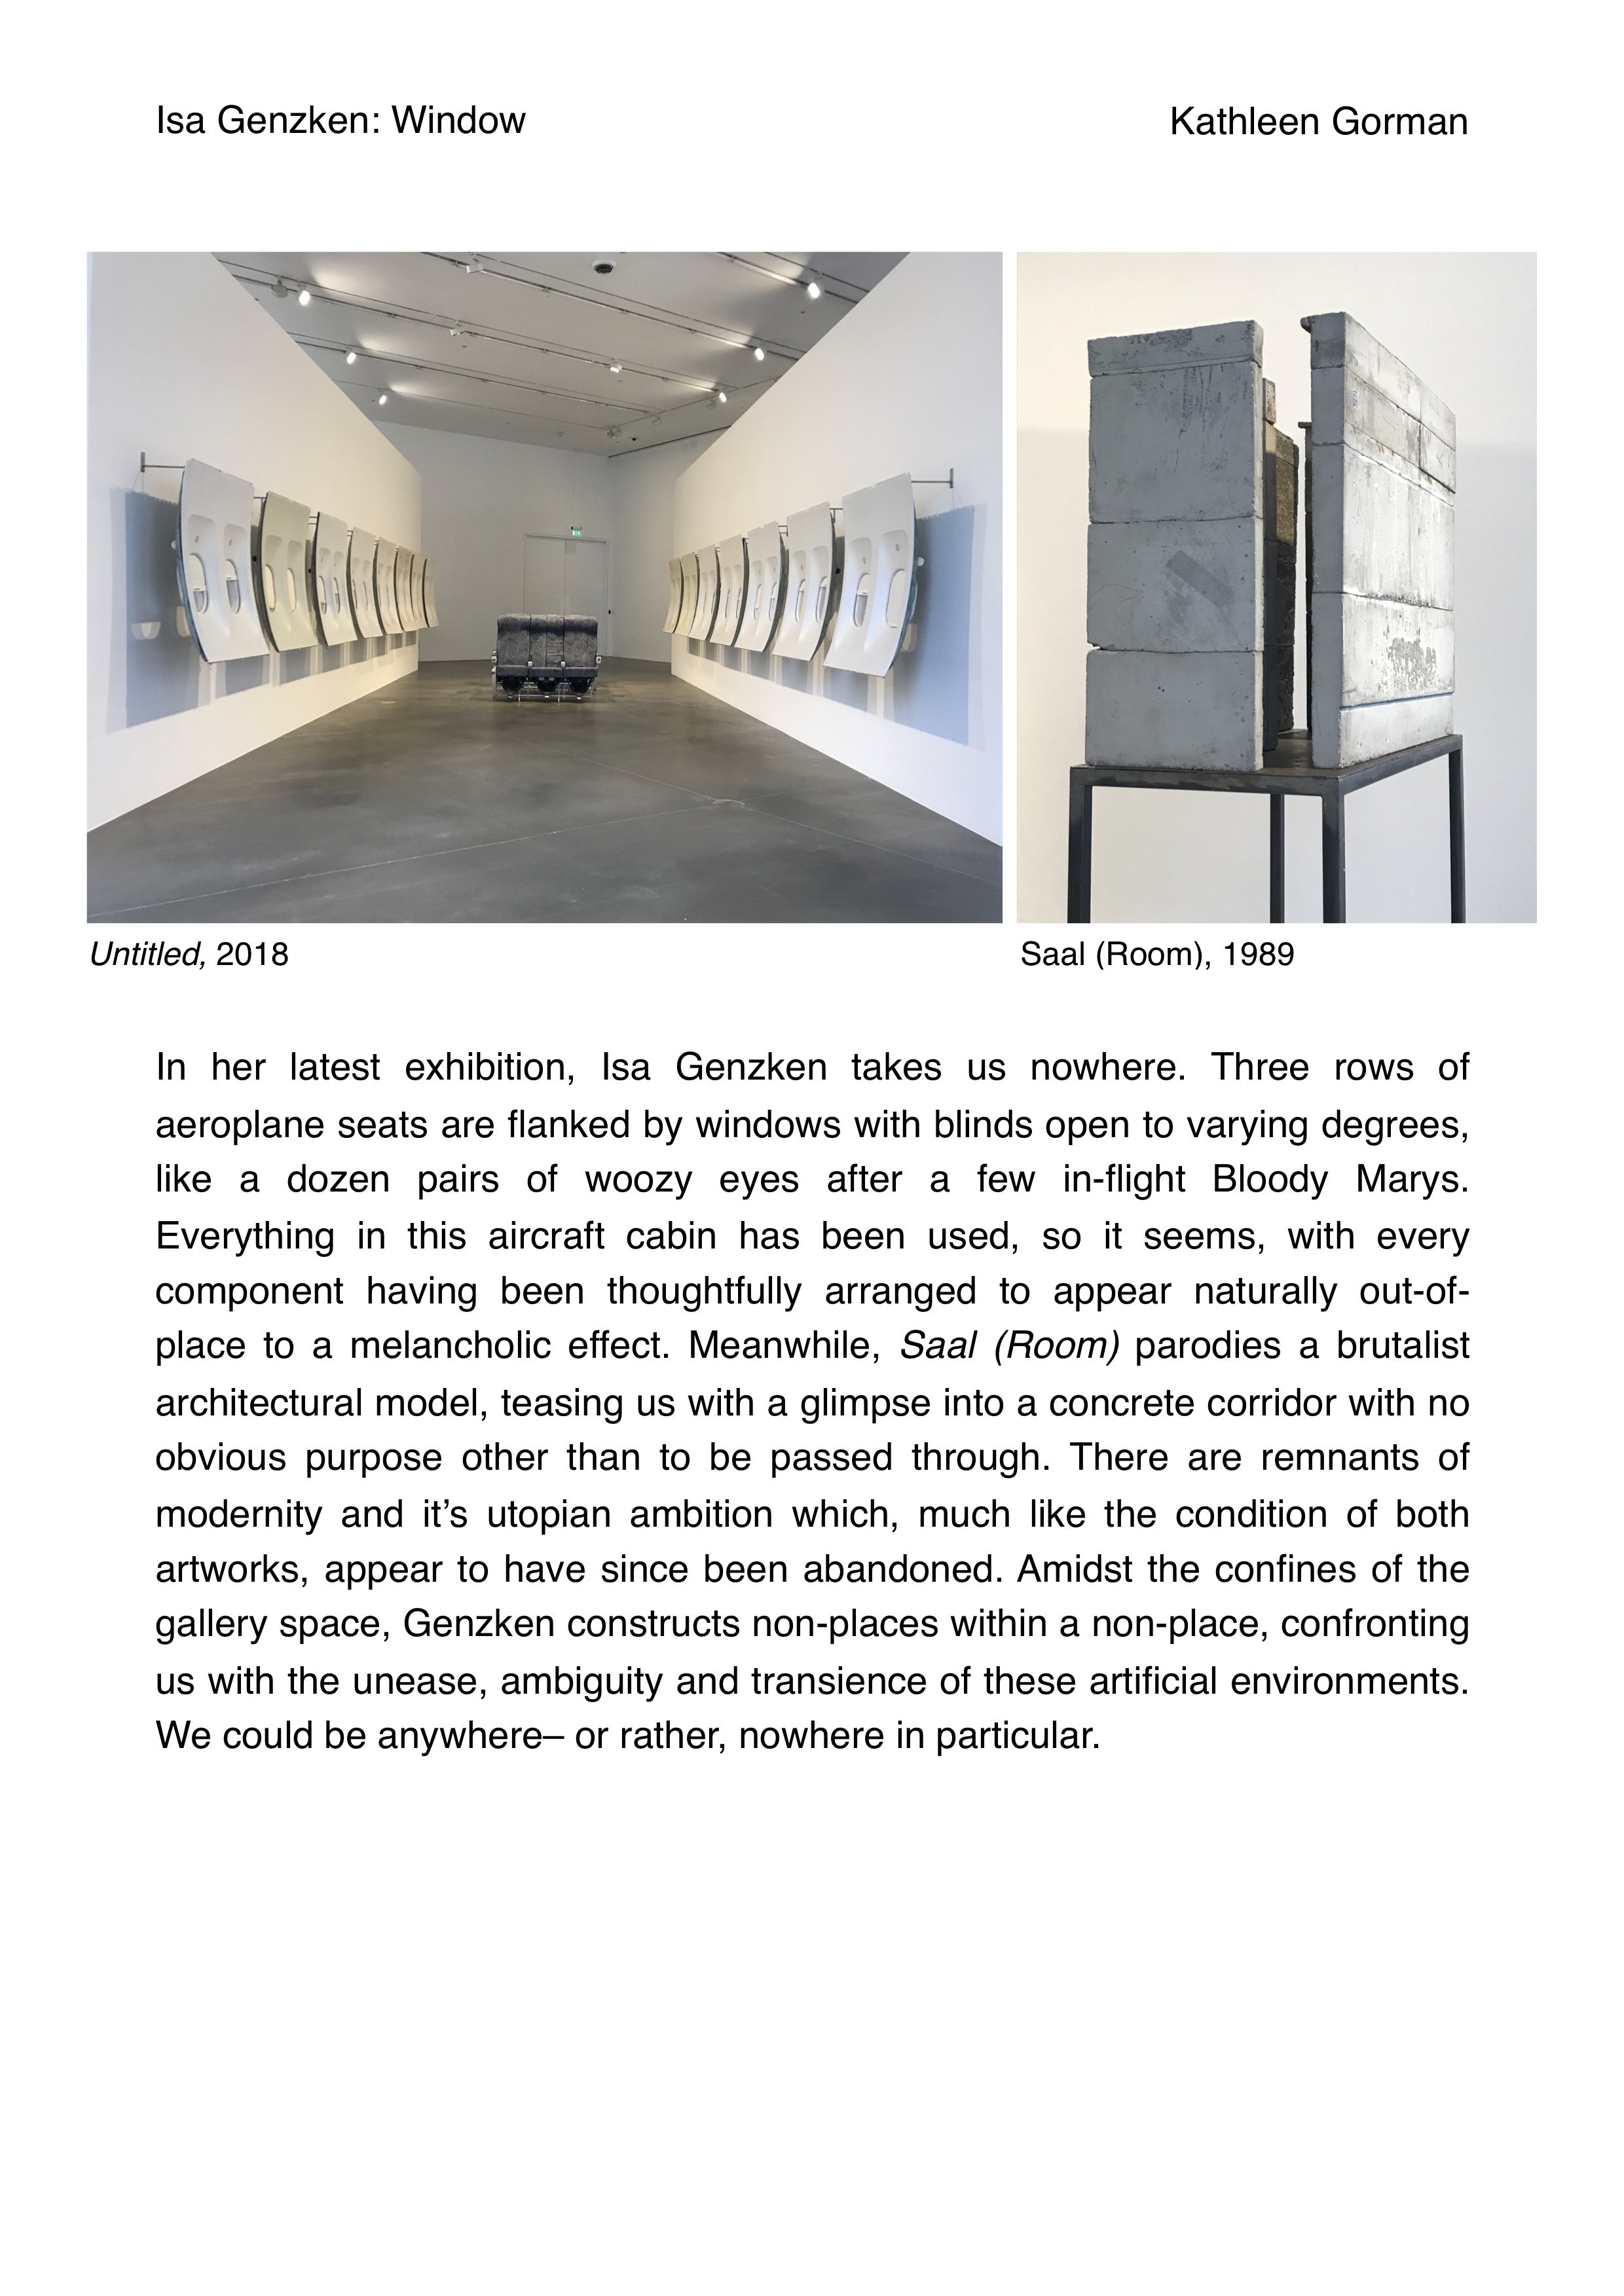 Isa Genzken: Window
Kathleen Gorman
Untitled, 2018
Saal (Room), 1989
In her latest exhibition, Isa Genzken takes us nowhere. Three rows of
aeroplane seats are flanked by windows with blinds open to varying degrees,
like a dozen pairs of woozy eyes after a few in-flight Bloody Marys.
Everything in this aircraft cabin has been used, so it seems, with every
component having been thoughtfully arranged to appear naturally out-of-
place to a melancholic effect. Meanwhile, Saal (Room) parodies a brutalist
architectural model, teasing us with a glimpse into a concrete corridor with no
obvious purpose other than to be passed through. There are remnants of
modernity and it’s utopian ambition which, much like the condition of both
artworks, appear to have since been abandoned. Amidst the confines of the
gallery space, Genzken constructs non-places within a non-place, confronting
us with the unease, ambiguity and transience of these artificial environments.
We could be anywhere– or rather, nowhere in particular.